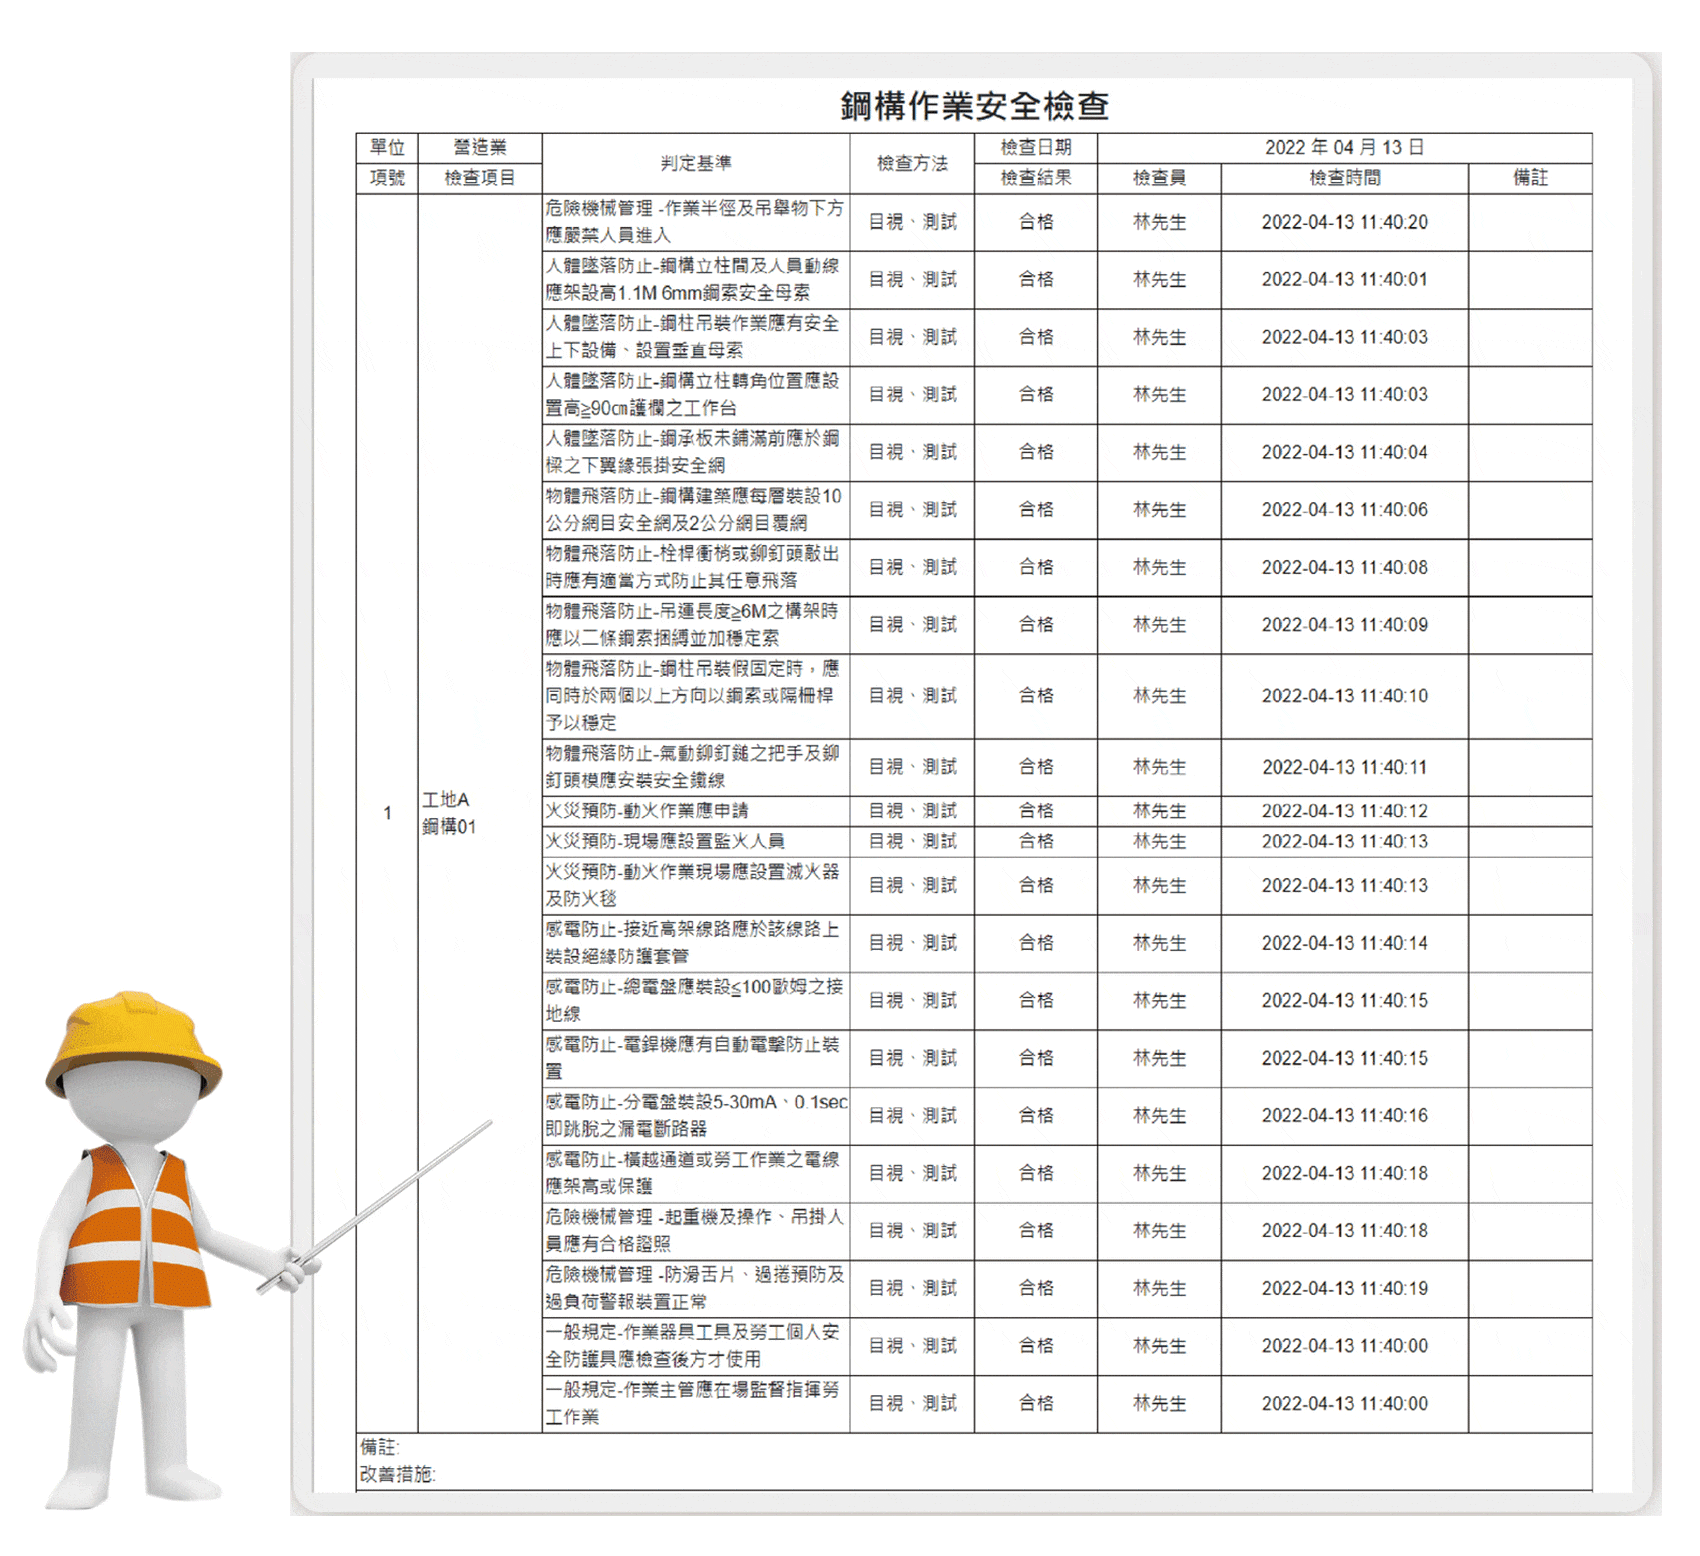 鋼構作業安全檢查
單位 營造業 判定基準 檢查方法 檢查日期 2022 年 04 月 13 日
項號 檢查項目 檢查結果 檢查員 檢查時間 備註
1
工地A
鋼構01
危險機械管理 -作業半徑及吊舉物下方
應嚴禁人員進入
目視、測試 合格 林先生 2022-04-13 11:40:20
人體墜落防止-鋼構立柱間及人員動線
應架設高1.1M 6mm鋼索安全母索
目視、測試 合格 林先生 2022-04-13 11:40:01
人體墜落防止-鋼柱吊裝作業應有安全
上下設備、設置垂直母索
目視、測試 合格 林先生 2022-04-13 11:40:03
人體墜落防止-鋼構立柱轉角位置應設
置高≧90㎝護欄之工作台
目視、測試 合格 林先生 2022-04-13 11:40:03
人體墜落防止-鋼承板未鋪滿前應於鋼
樑之下翼緣張掛安全網
目視、測試 合格 林先生 2022-04-13 11:40:04
物體飛落防止-鋼構建築應每層裝設10
公分網目安全網及2公分網目覆網
目視、測試 合格 林先生 2022-04-13 11:40:06
物體飛落防止-栓桿衝梢或鉚釘頭敲出
時應有適當方式防止其任意飛落
目視、測試 合格 林先生 2022-04-13 11:40:08
物體飛落防止-吊運長度≧6M之構架時
應以二條鋼索捆縛並加穩定索
目視、測試 合格 林先生 2022-04-13 11:40:09
物體飛落防止-鋼柱吊裝假固定時，應
同時於兩個以上方向以鋼索或隔柵桿
予以穩定
目視、測試 合格 林先生 2022-04-13 11:40:10
物體飛落防止-氣動鉚釘鎚之把手及鉚
釘頭模應安裝安全鐵線
目視、測試 合格 林先生 2022-04-13 11:40:11
火災預防-動火作業應申請 目視、測試 合格 林先生 2022-04-13 11:40:12
火災預防-現場應設置監火人員 目視、測試 合格 林先生 2022-04-13 11:40:13
火災預防-動火作業現場應設置滅火器
及防火毯
目視、測試 合格 林先生 2022-04-13 11:40:13
感電防止-接近高架線路應於該線路上
裝設絕緣防護套管
目視、測試 合格 林先生 2022-04-13 11:40:14
感電防止-總電盤應裝設≦100歐姆之接
地線
目視、測試 合格 林先生 2022-04-13 11:40:15
感電防止-電銲機應有自動電擊防止裝
置
目視、測試 合格 林先生 2022-04-13 11:40:15
感電防止-分電盤裝設5-30mA、0.1sec
即跳脫之漏電斷路器
目視、測試 合格 林先生 2022-04-13 11:40:16
感電防止-橫越通道或勞工作業之電線
應架高或保護
目視、測試 合格 林先生 2022-04-13 11:40:18
危險機械管理 -起重機及操作、吊掛人
員應有合格證照
目視、測試 合格 林先生 2022-04-13 11:40:18
危險機械管理 -防滑舌片、過捲預防及
過負荷警報裝置正常
目視、測試 合格 林先生 2022-04-13 11:40:19
一般規定-作業器具工具及勞工個人安
全防護具應檢查後方才使用
目視、測試 合格 林先生 2022-04-13 11:40:00
一般規定-作業主管應在場監督指揮勞
工作業
目視、測試 合格 林先生 2022-04-13 11:40:00
備註:
改善措施: